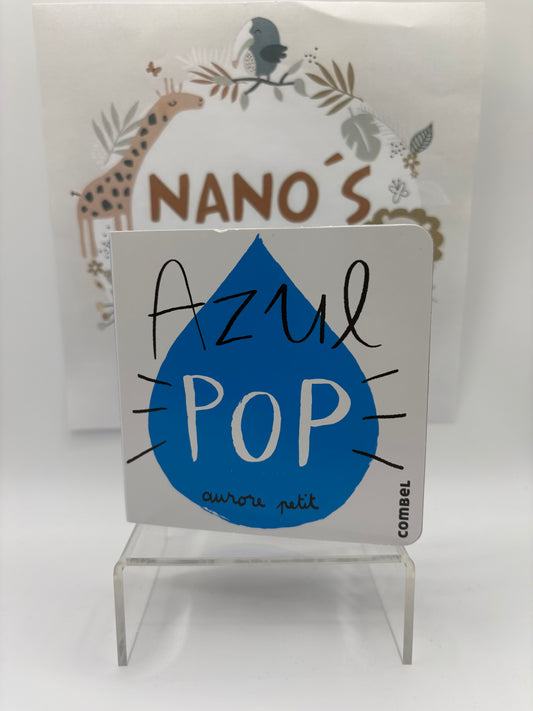 NANO´S
Azul
POP
aurore petit
COMBEL